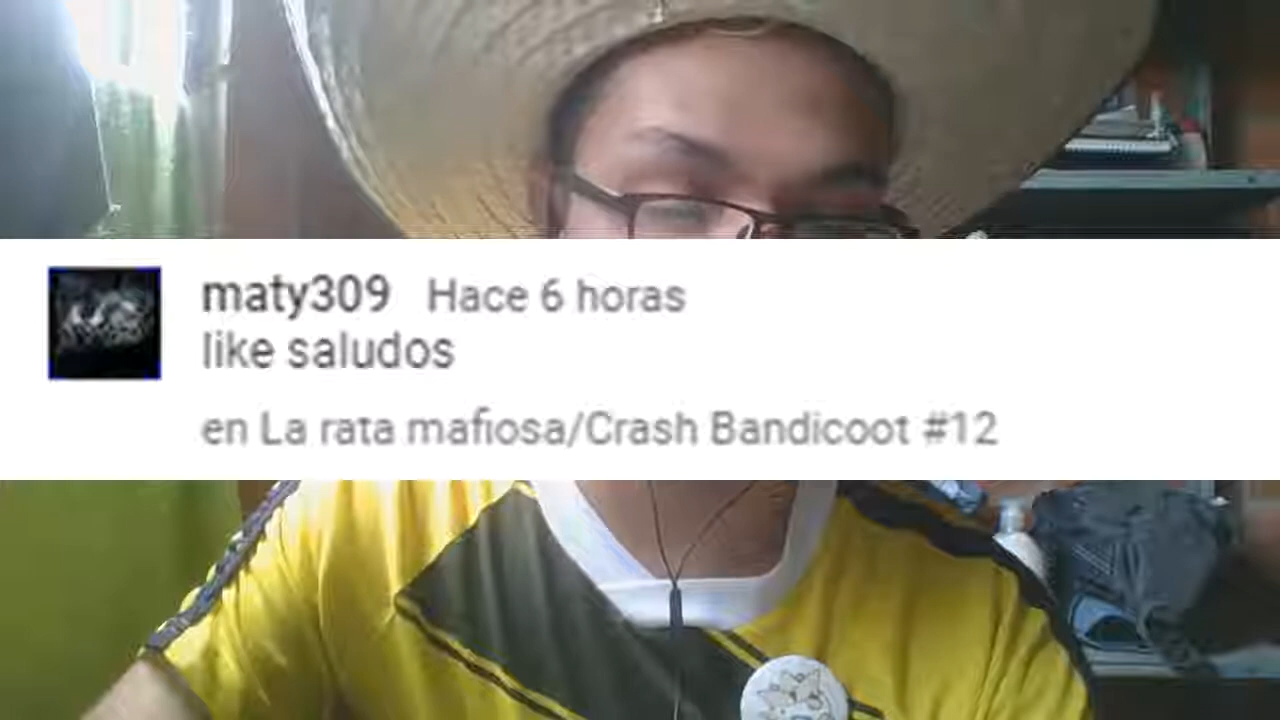 maty309 Hace 6 horas
like saludos
en La rata mafiosa/Crash Bandicoot #12